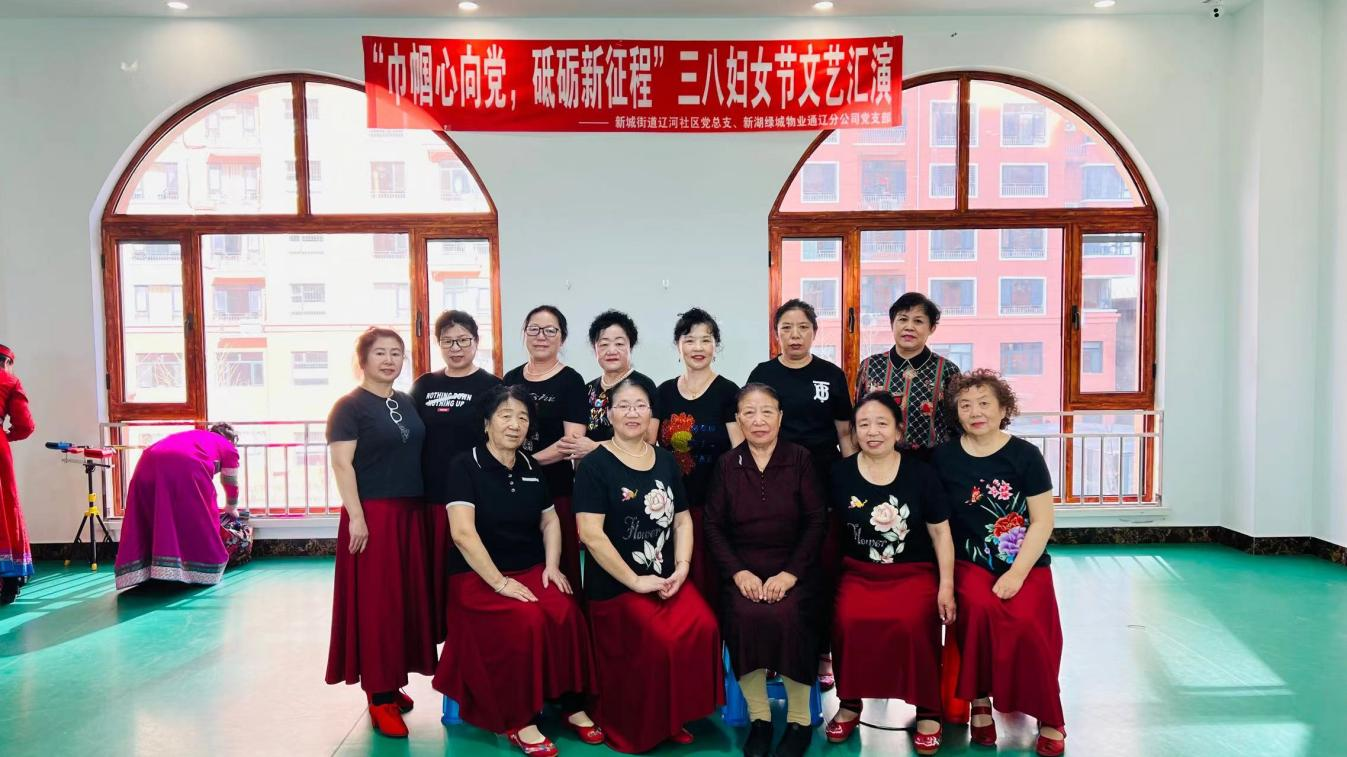 “巾帼心向党，砥砺新征程”三八妇女节文艺汇演
—— 新城街道辽河社区党总支、新湖绿城物业通辽分公司党支部
NOTHING DOWN
NOTHING UP
Flower
Flower